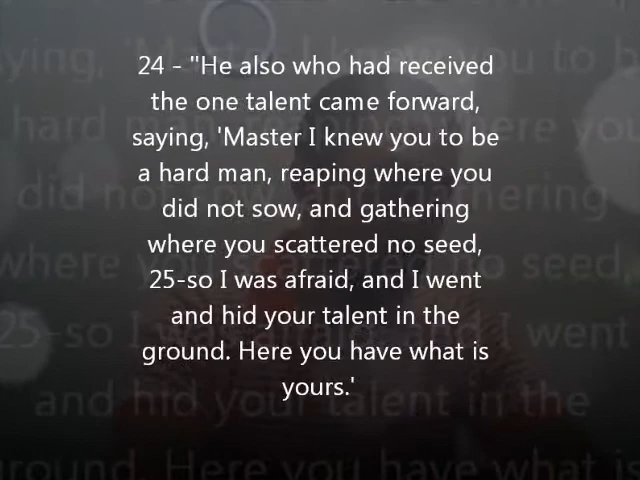 24 - "He also who had received
the one talent came forward,
saying, 'Master I knew you to be
a hard man, reaping where you
did not sow, and gathering
where you scattered no seed,
25-so I was afraid, and I went
and hid your talent in the
ground. Here you have what is
yours.'